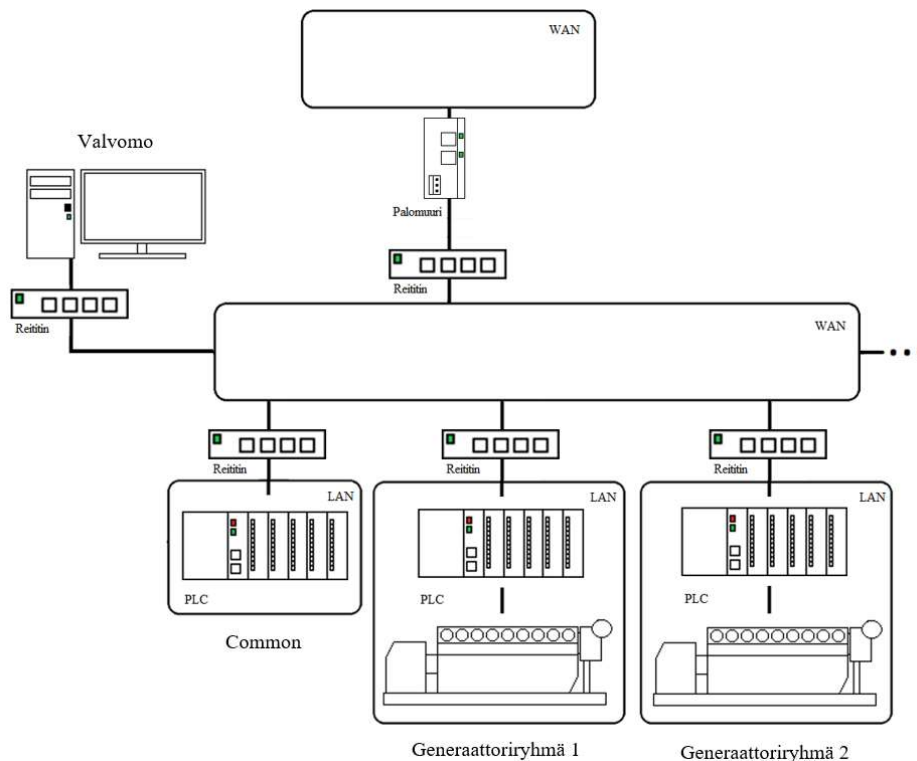 WAN
Valvomo
Palomuuri
Reititin
Reititin
WAN
Reititin
Reititin
Reititin
LAN
LAN
LAN
PLC
PLC
PLC
Common
Generaattoriryhmä 1
Generaattoriryhmä 2